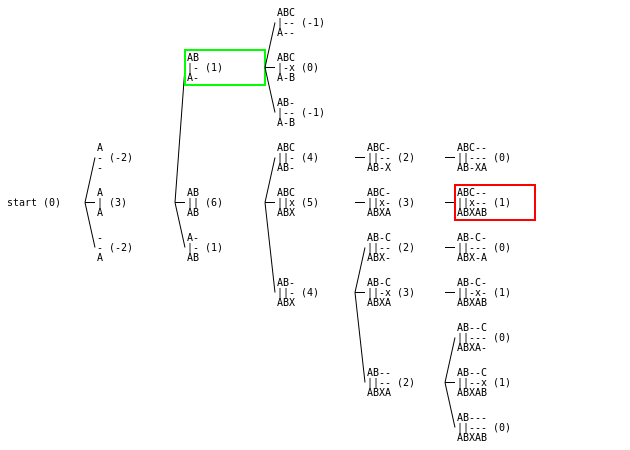 start (0)
A
- (-2)
-
A
| (3)
A
-
- (-2)
A
AB
|- (1)
A-
AB
|| (6)
AB
A-
|- (1)
AB
ABC
|-- (-1)
A--
ABC
|-x (0)
A-B
AB-
|-- (-1)
A-B
ABC
||- (4)
AB-
ABC
||x (5)
ABX
AB-
||- (4)
ABX
ABC-
||-- (2)
AB-X
ABC-
||x- (3)
ABXA
AB-C
||-- (2)
ABX-
AB-C
||-x (3)
ABXA
AB--
||-- (2)
ABXA
ABC--
||--- (0)
AB-XA
ABC--
||x-- (1)
ABXAB
AB-C-
||--- (0)
ABX-A
AB-C-
||-x- (1)
ABXAB
AB--C
||--- (0)
ABXA-
AB--C
||--x (1)
ABXAB
AB---
||--- (0)
ABXAB